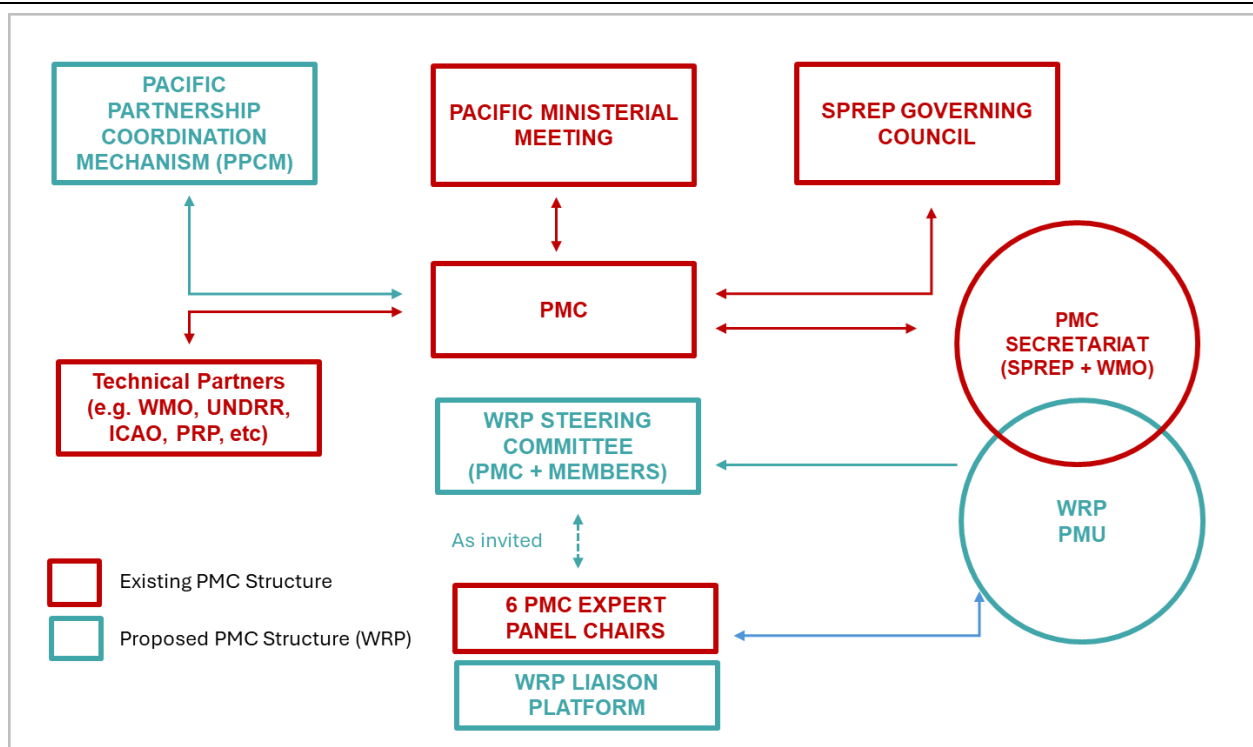 PACIFIC
PARTNERSHIP
COORDINATION
MECHANISM (PPCM)
PACIFIC MINISTERIAL
MEETING
SPREP GOVERNING
COUNCIL
PMC
PMC
SECRETARIAT
(SPREP + WMO)
Technical Partners
(e.g. WMO, UNDRR,
ICAO, PRP, etc)
WRP STEERING
COMMITTEE
(PMC + MEMBERS)
WRP
PMU
As invited
6 PMC EXPERT
PANEL CHAIRS
WRP LIAISON
PLATFORM
Existing PMC Structure
Proposed PMC Structure (WRP)